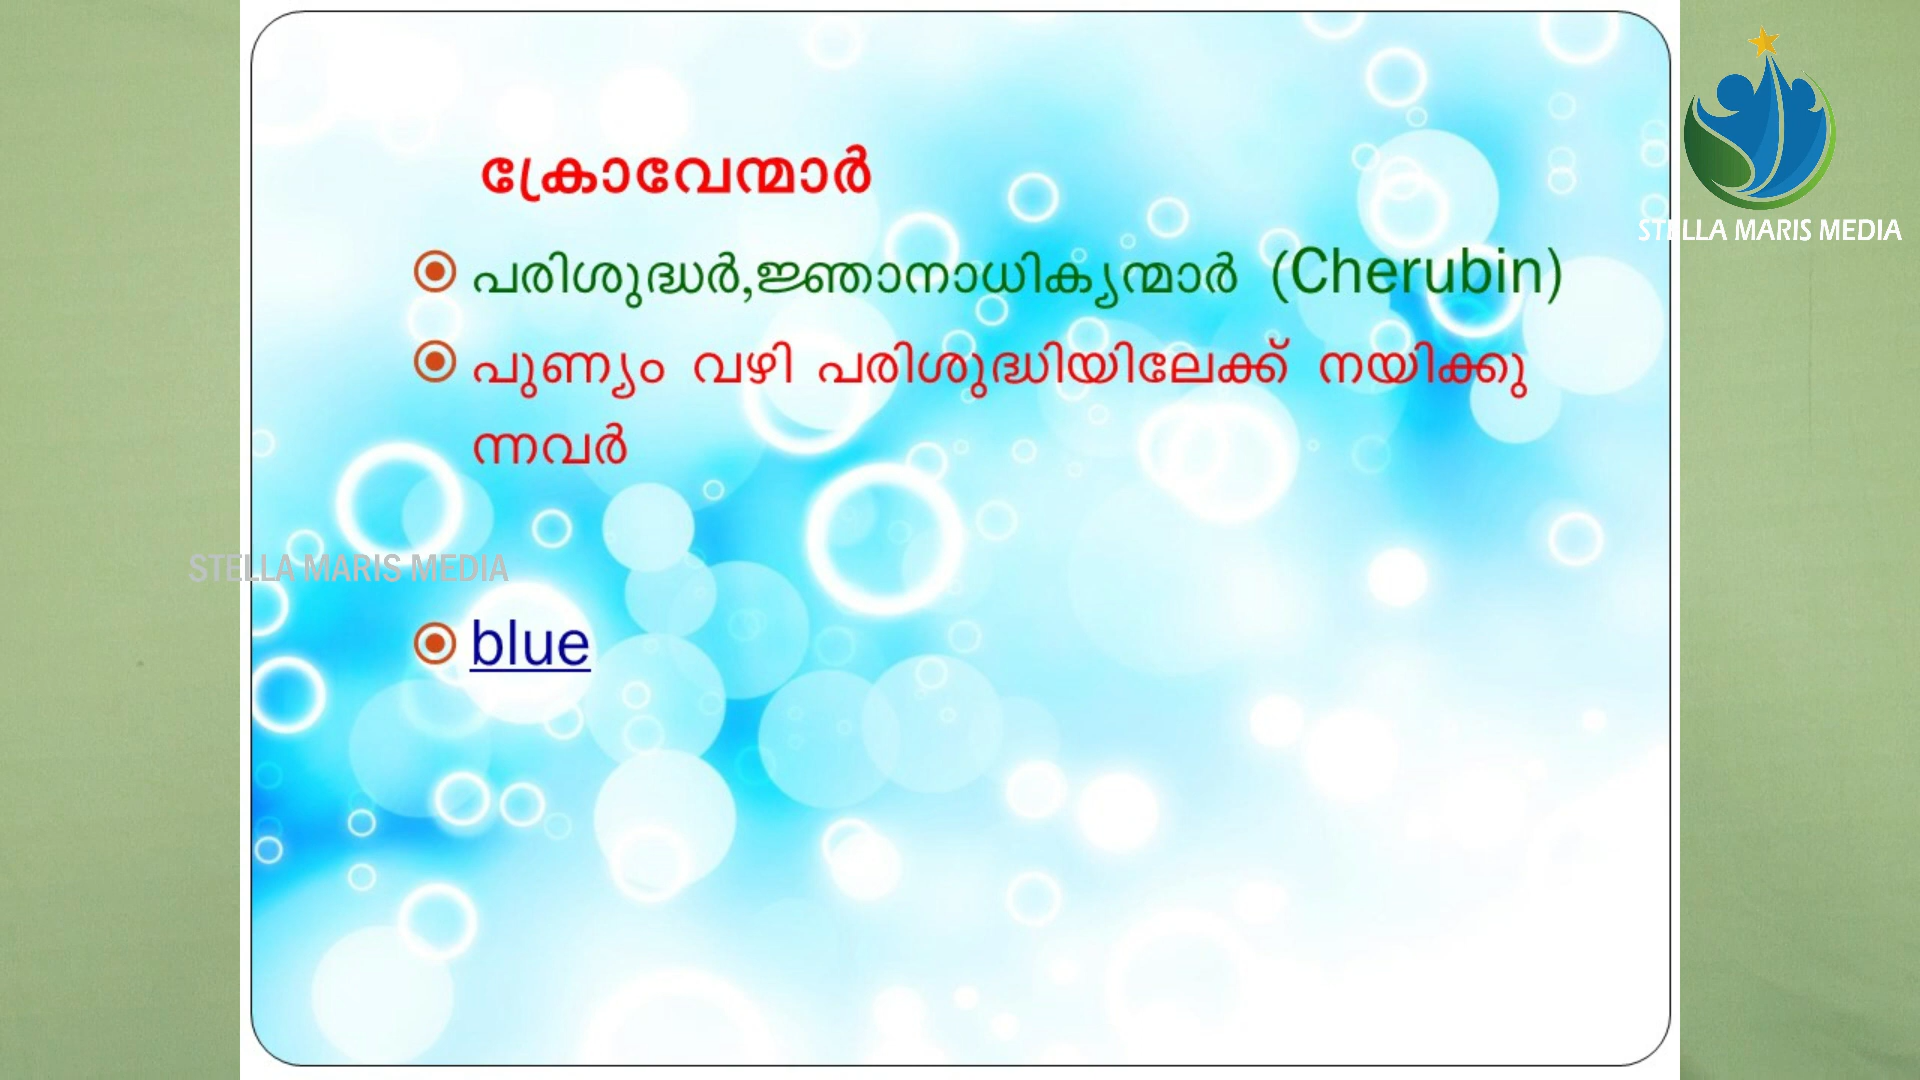 ക്രോവേന്മാർ
പരിശുദ്ധർ,ജ്ഞാനാധിക്യന്മാർ (Cherubin)
പുണ്യം വഴി പരിശുദ്ധിയിലേക്ക് നയിക്കു
ന്നവർ
blue
STELLA MARIS MEDIA
STELLA MARIS MEDIA